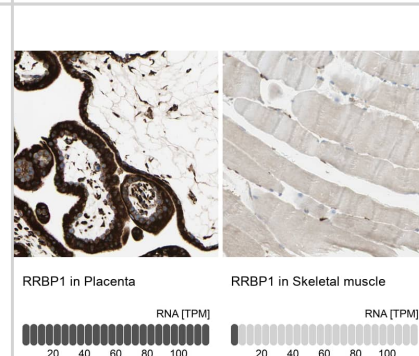 RRBP1 in Placenta
RRBP1 in Skeletal muscle
RNA [TPM]
RNA [TPM]
20 40 60 80 100
20 40 60 80 100